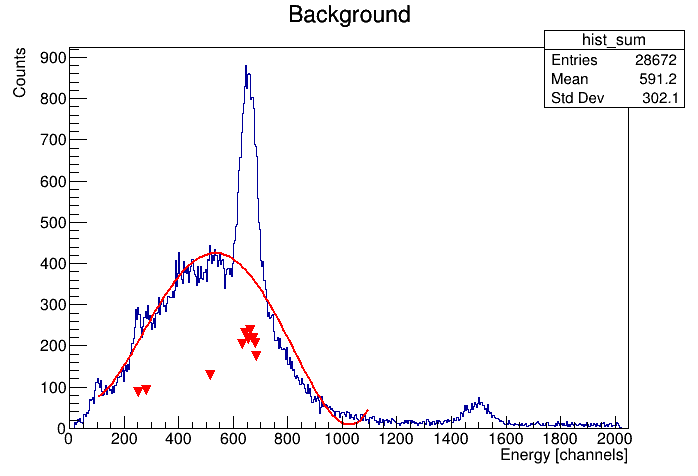 Background
hist_sum
Entries 28672
Mean 591.2
Std Dev 302.1
Counts
900
800
700
600
500
400
300
200
100
0
0 200 400 600 800 1000 1200 1400 1600 1800 2000
Energy [channels]